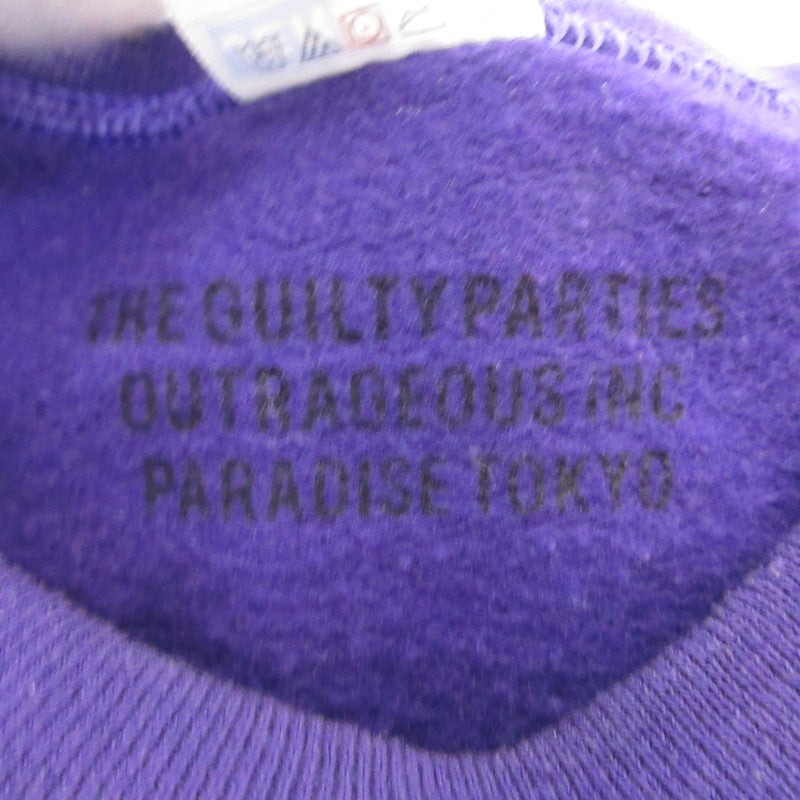 THE GUILTY PARTIES
OUTRAGEOUS INC
PARADISE TOKYO